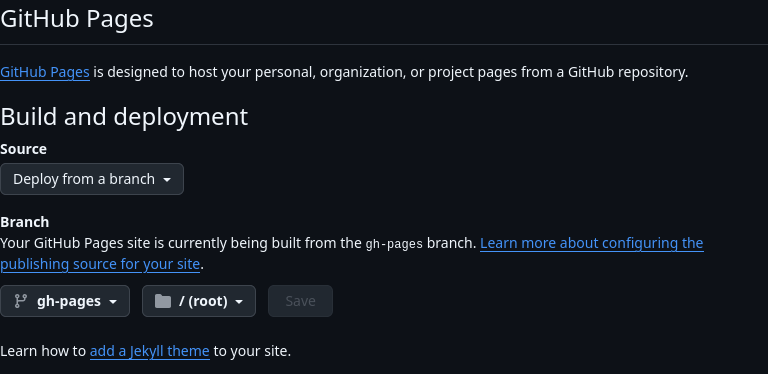 GitHub Pages
GitHub Pages is designed to host your personal, organization, or project pages from a GitHub repository.
Build and deployment
Source
Deploy from a branch
Branch
Your GitHub Pages site is currently being built from the gh-pages branch. Learn more about configuring the
publishing source for your site.
gh-pages / (root) Save
Learn how to add a Jekyll theme to your site.